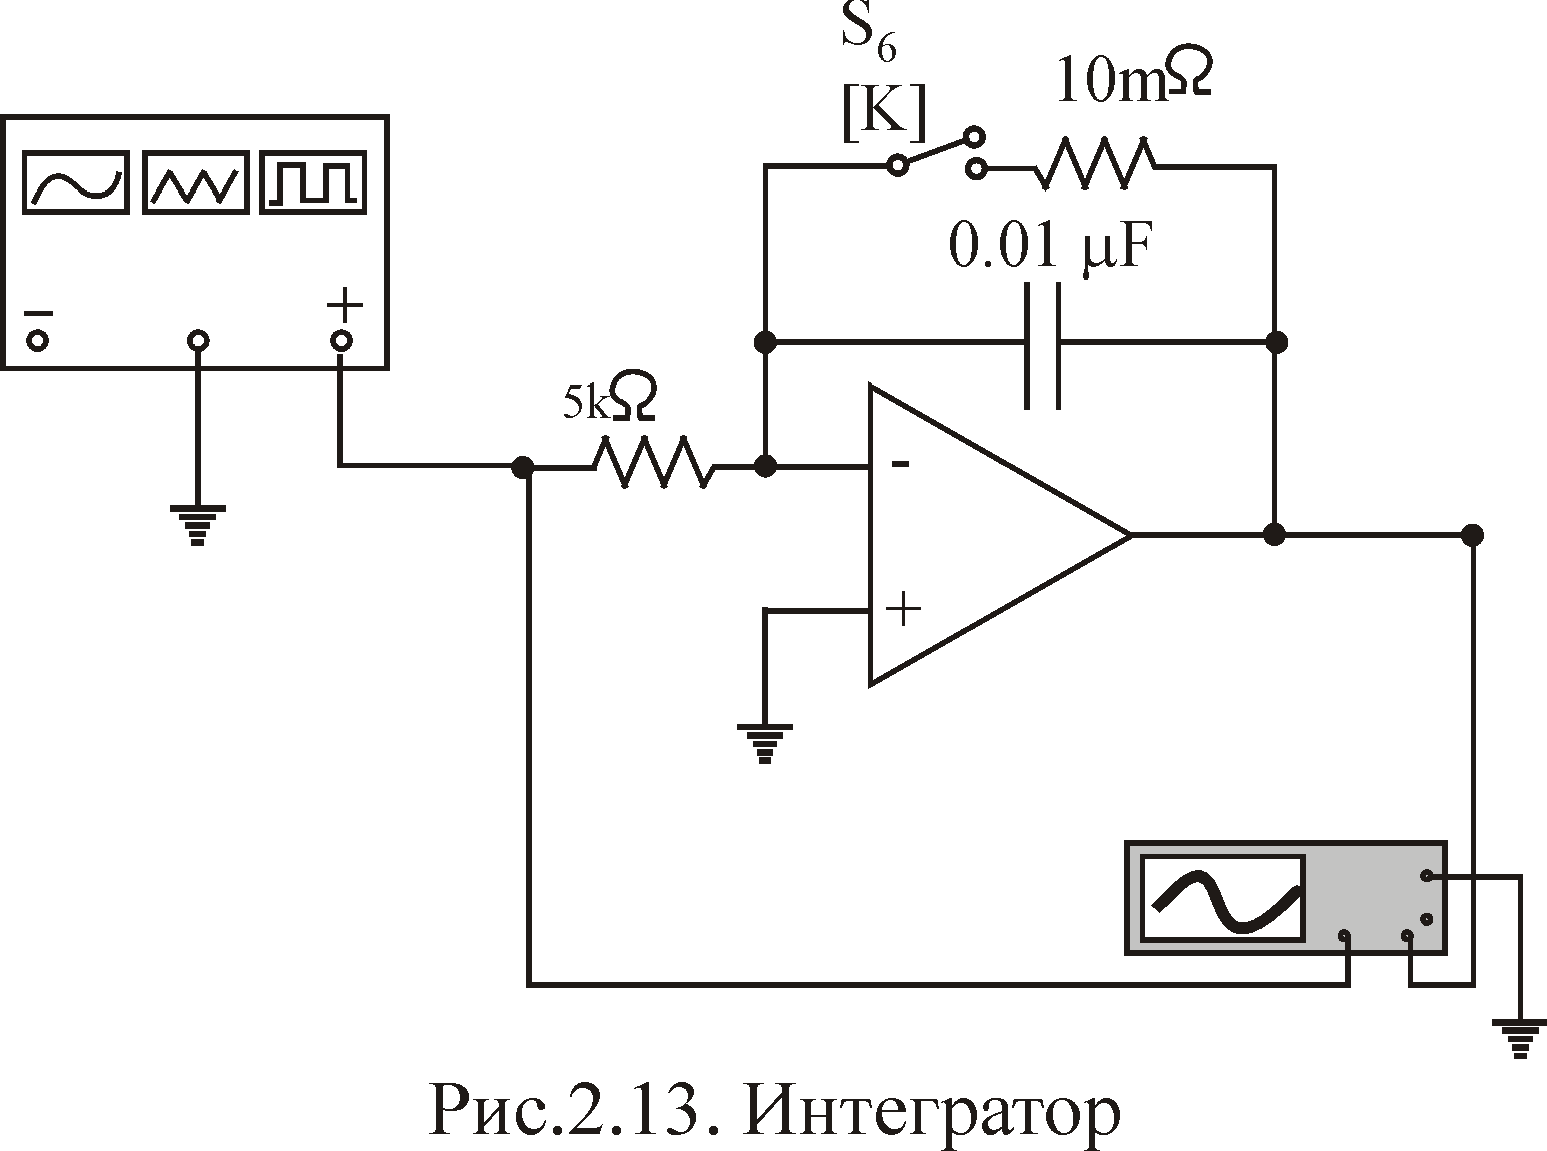 S₆
[K]
10mΩ
0.01 μF
− +
5kΩ
-
+
Рис.2.13. Интегратор